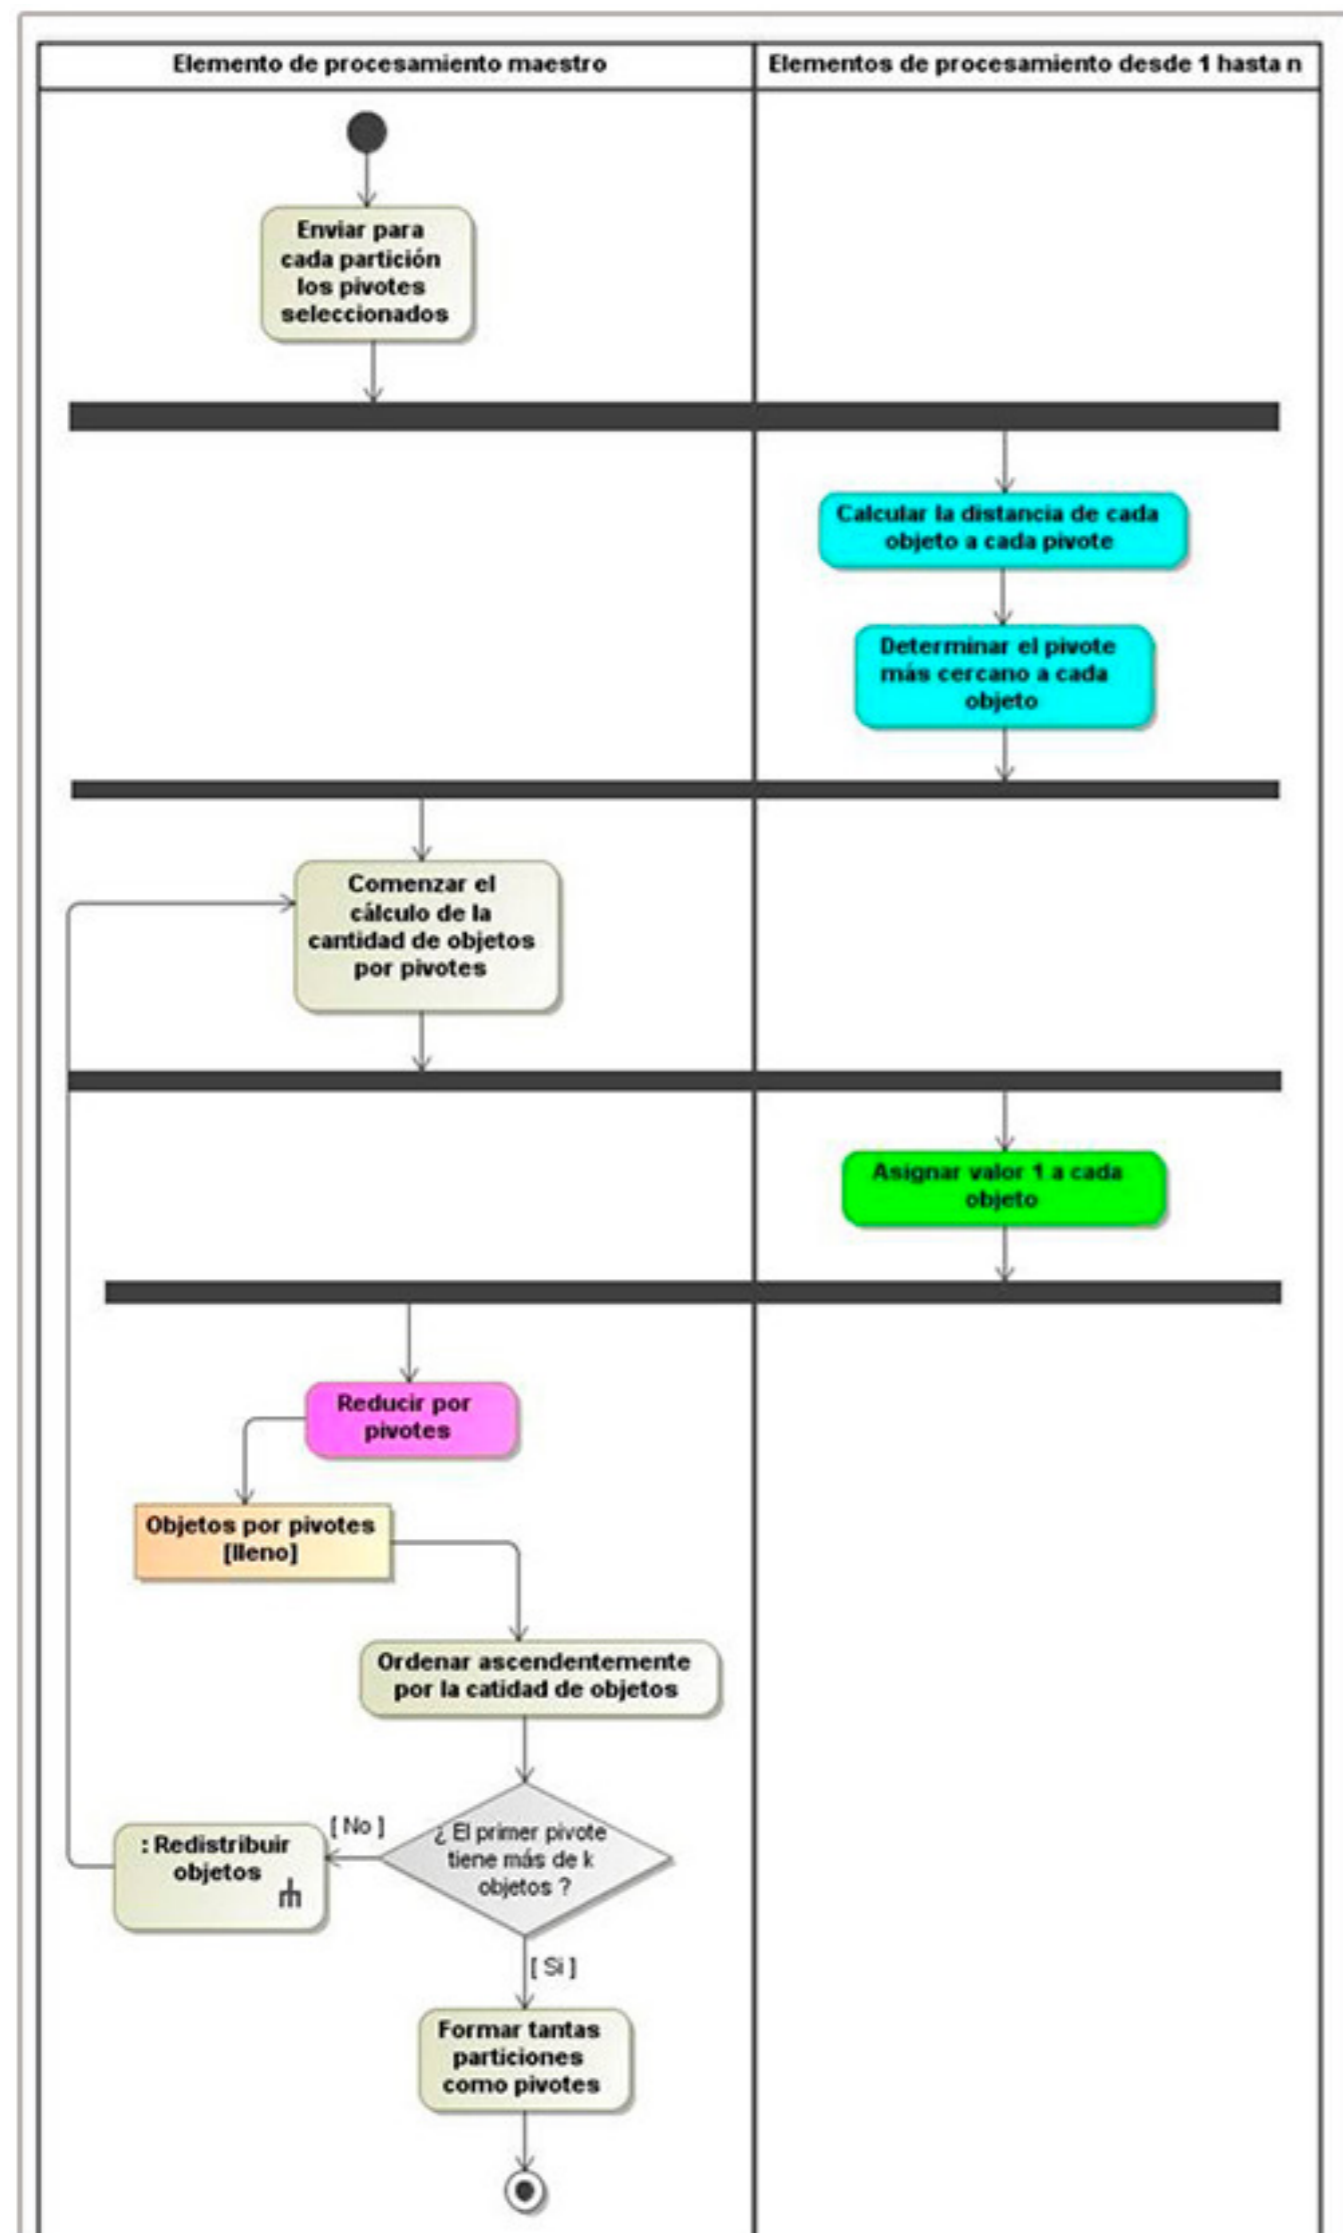 Elemento de procesamiento maestro
Elementos de procesamiento desde 1 hasta n
Enviar para
cada partición
los pivotes
seleccionados
Calcular la distancia de cada
objeto a cada pivote
Determinar el pivote
más cercano a cada
objeto
Comenzar el
cálculo de la
cantidad de objetos
por pivotes
Asignar valor 1 a cada
objeto
Reducir por
pivotes
Objetos por pivotes
[lleno]
Ordenar ascendentemente
por la catidad de objetos
¿ El primer pivote
tiene más de k
objetos ?
[ No ]
: Redistribuir
objetos
[ Si ]
Formar tantas
particiones
como pivotes